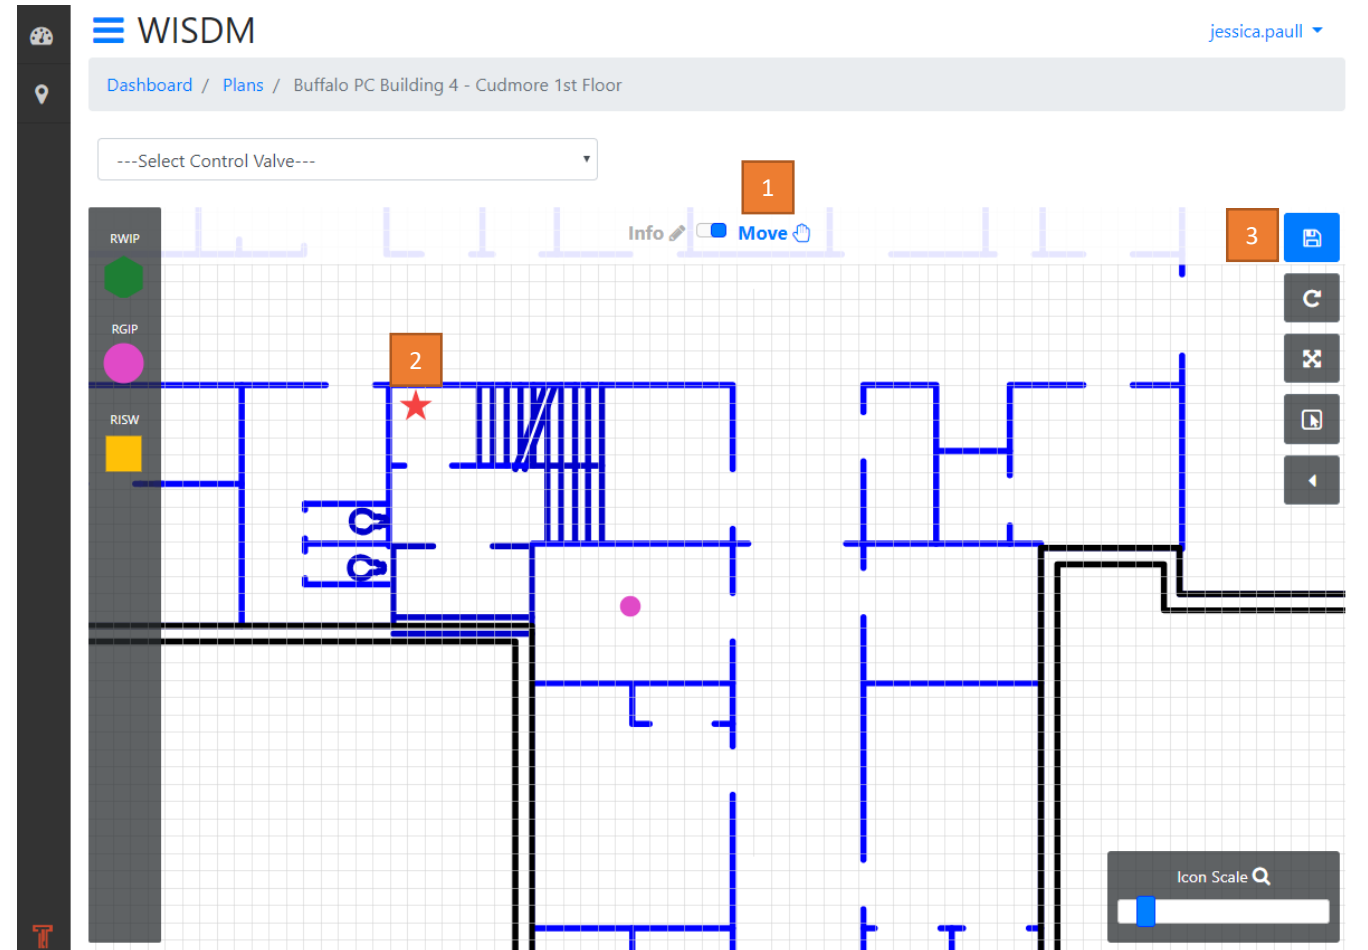 WISDM
jessica.paull
Dashboard / Plans / Buffalo PC Building 4 - Cudmore 1st Floor
---Select Control Valve---
1
Info Move
3
RWIP
RGIP
2
RISW
Icon Scale